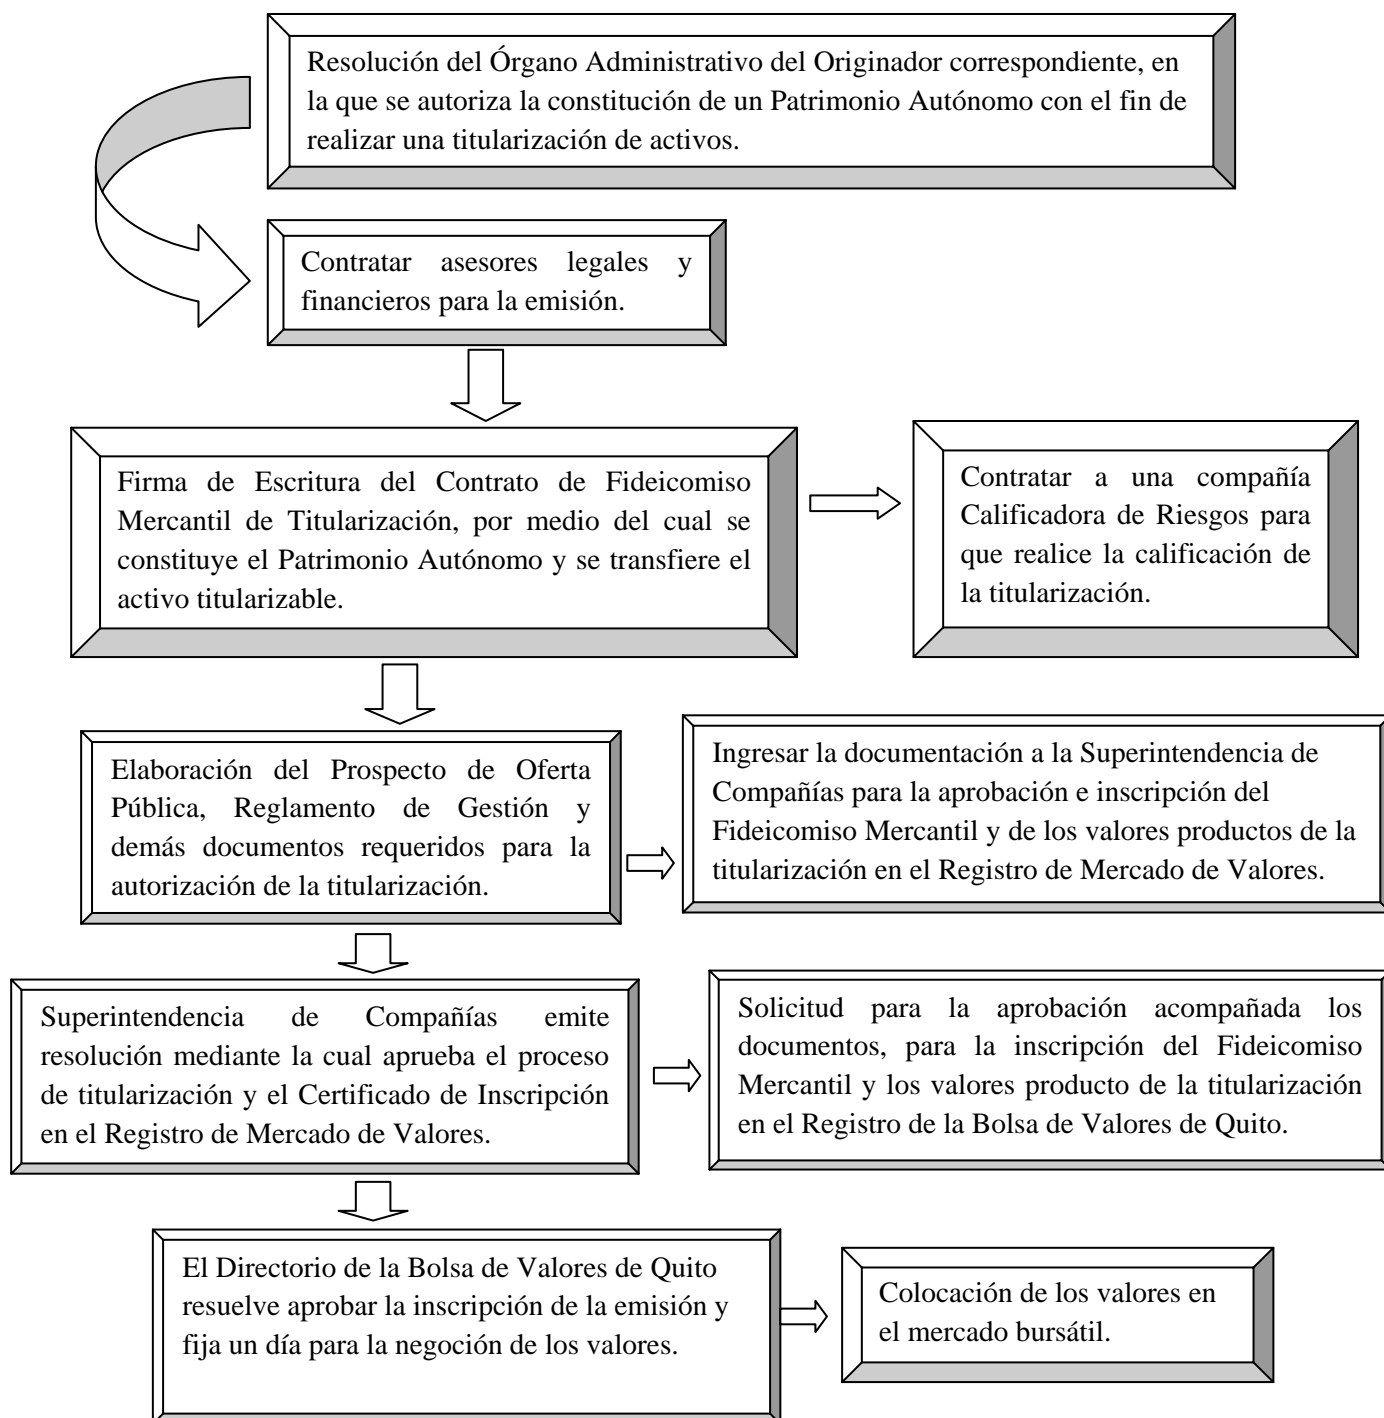 Resolución del Órgano Administrativo del Originador correspondiente, en
la que se autoriza la constitución de un Patrimonio Autónomo con el fin de
realizar una titularización de activos.
Contratar asesores legales y
financieros para la emisión.
Firma de Escritura del Contrato de Fideicomiso
Mercantil de Titularización, por medio del cual se
constituye el Patrimonio Autónomo y se transfiere el
activo titularizable.
Contratar a una compañía
Calificadora de Riesgos para
que realice la calificación de
la titularización.
Elaboración del Prospecto de Oferta
Pública, Reglamento de Gestión y
demás documentos requeridos para la
autorización de la titularización.
Ingresar la documentación a la Superintendencia de
Compañías para la aprobación e inscripción del
Fideicomiso Mercantil y de los valores productos de la
titularización en el Registro de Mercado de Valores.
Superintendencia de Compañías emite
resolución mediante la cual aprueba el proceso
de titularización y el Certificado de Inscripción
en el Registro de Mercado de Valores.
Solicitud para la aprobación acompañada los
documentos, para la inscripción del Fideicomiso
Mercantil y los valores producto de la titularización
en el Registro de la Bolsa de Valores de Quito.
El Directorio de la Bolsa de Valores de Quito
resuelve aprobar la inscripción de la emisión y
fija un día para la negoción de los valores.
Colocación de los valores en
el mercado bursátil.